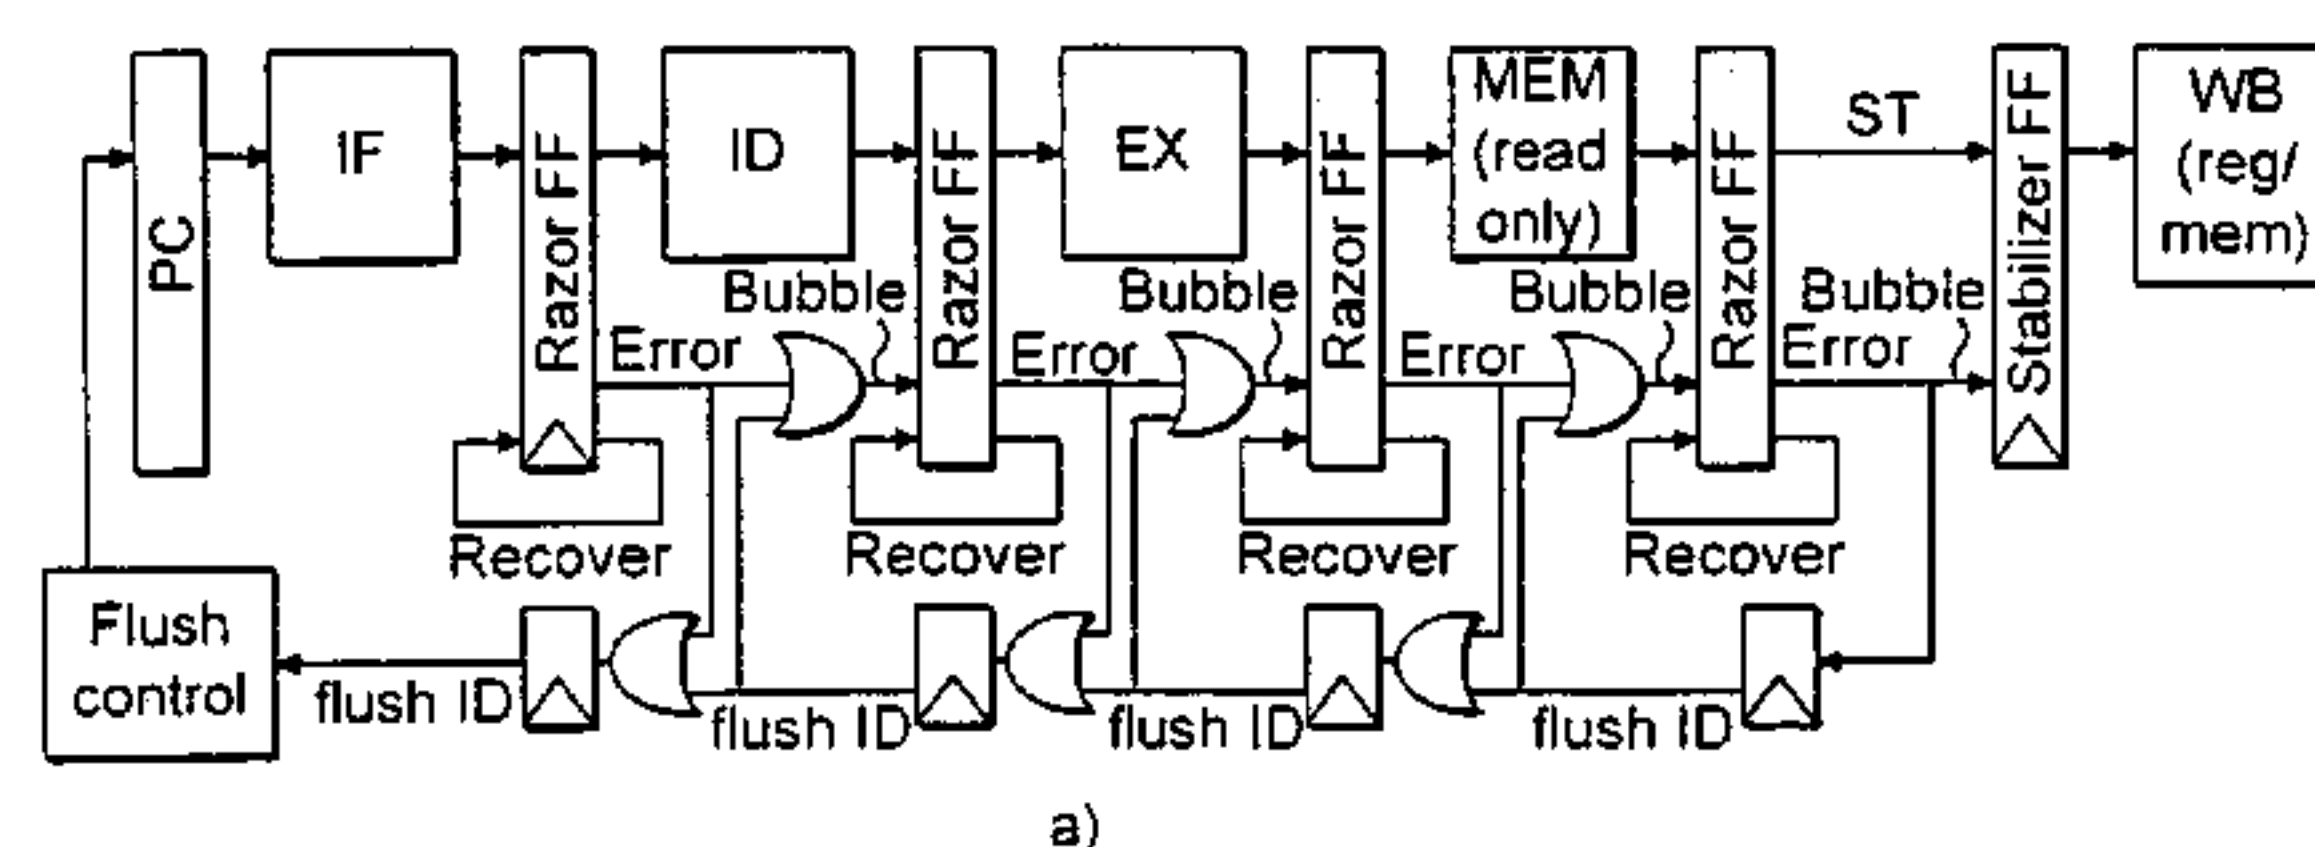 PC
IF
Razor FF
ID
Razor FF
EX
Razor FF
MEM
(read
only)
Razor FF
ST
Stabilizer FF
WB
(reg/
mem)
Bubble
Bubble
Bubble
Bubble
Error
Error
Error
Error
Recover
Recover
Recover
Recover
Flush
control
flush ID
flush ID
flush ID
flush ID
a)